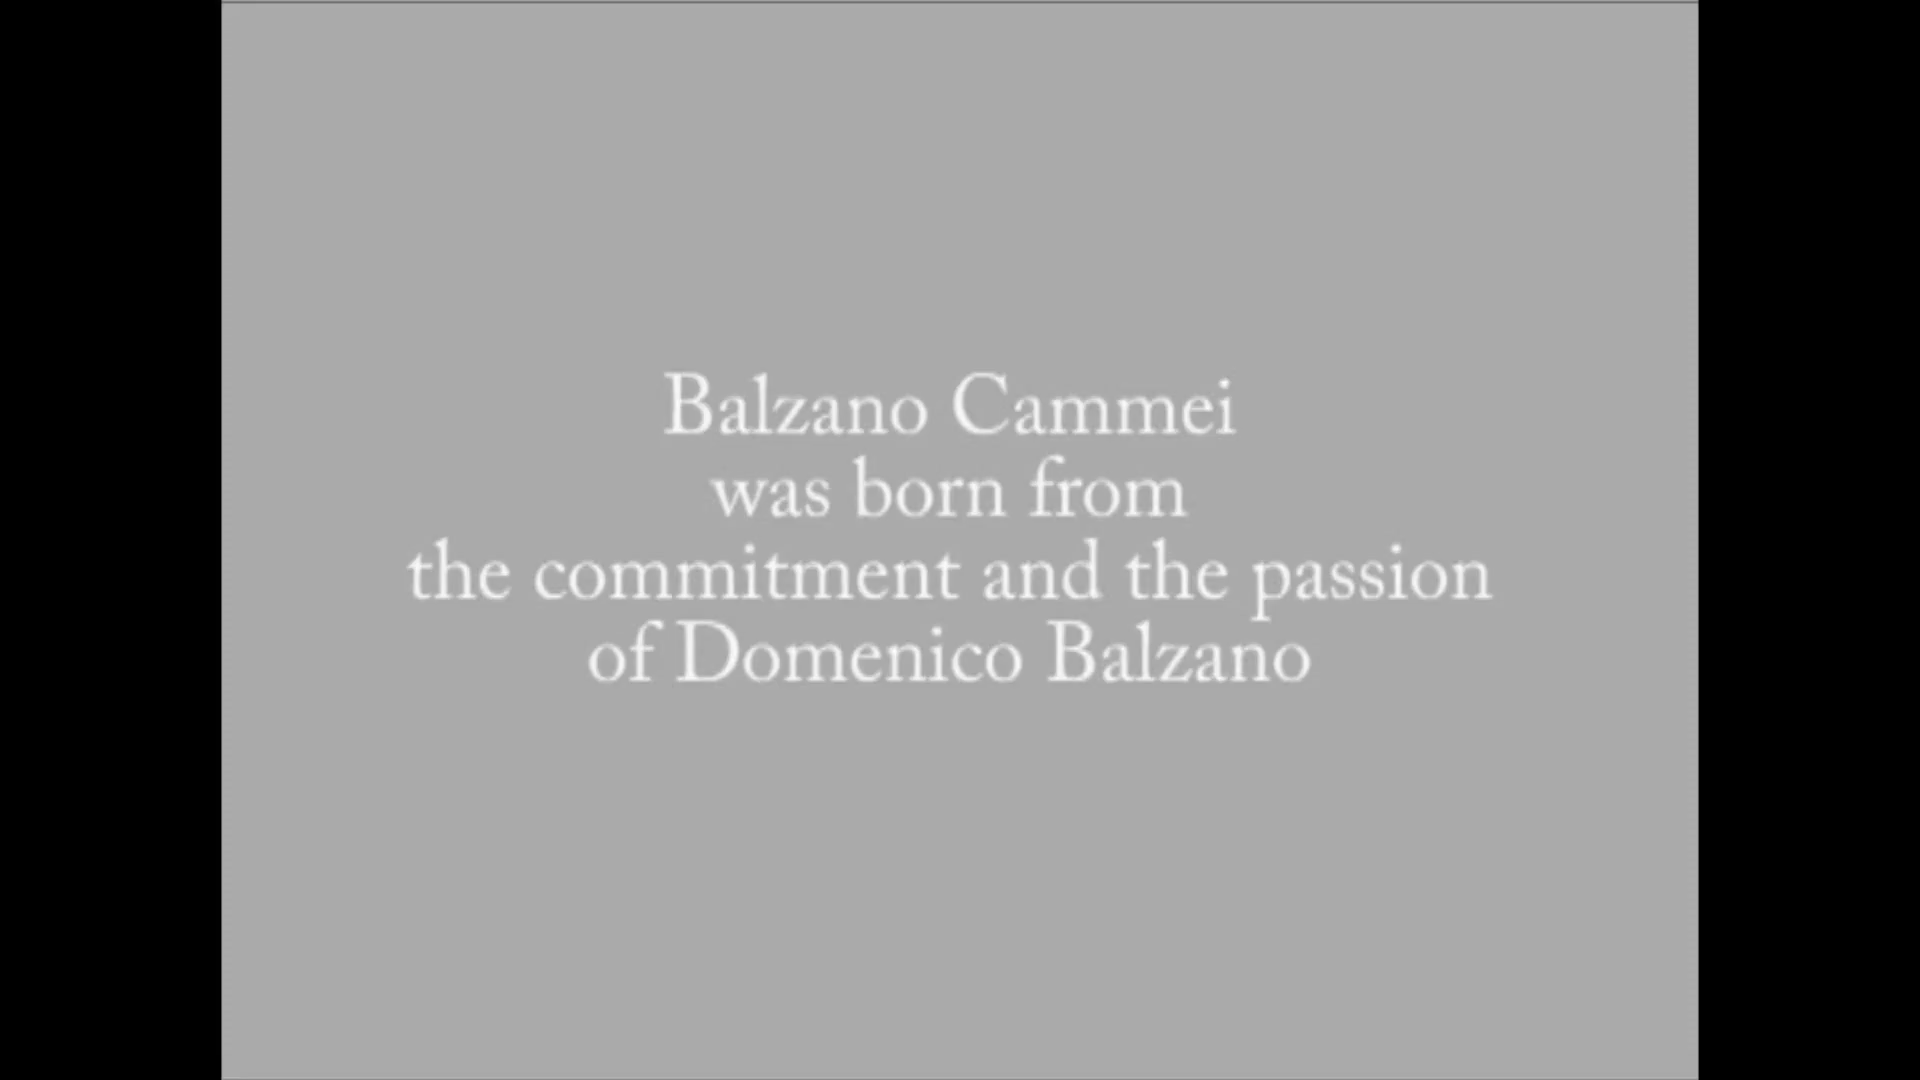 Balzano Cammei
was born from
the commitment and the passion
of Domenico Balzano